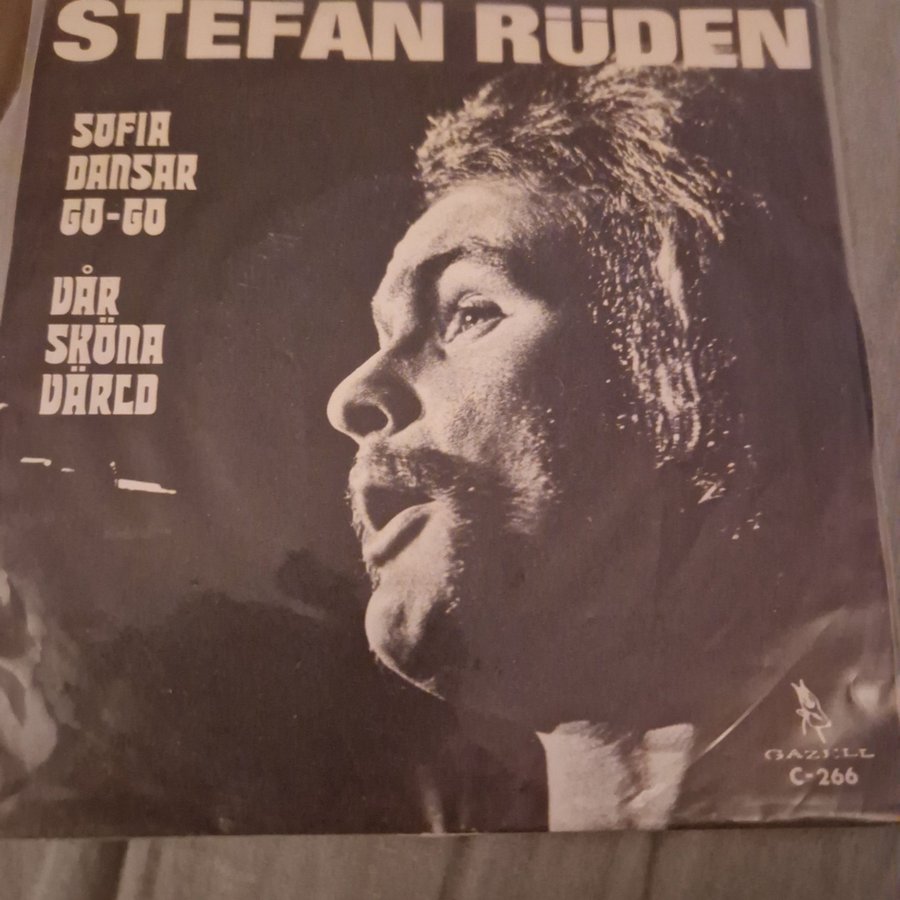 STEFAN RÜDEN
SOFIA
DANSAR
GO-GO
VÅR
SKÖNA
VÄRLD
GAZELL
C-266